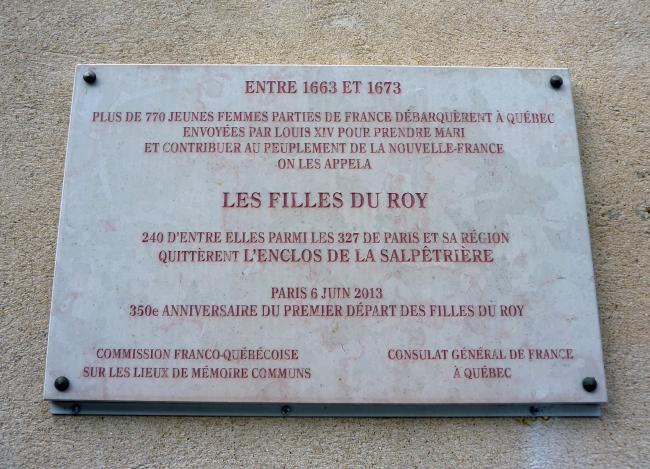 ENTRE 1663 ET 1673
PLUS DE 770 JEUNES FEMMES PARTIES DE FRANCE DÉBARQUÈRENT À QUÉBEC
ENVOYÉES PAR LOUIS XIV POUR PRENDRE MARI
ET CONTRIBUER AU PEUPLEMENT DE LA NOUVELLE-FRANCE
ON LES APPELA
LES FILLES DU ROY
240 D'ENTRE ELLES PARMI LES 327 DE PARIS ET SA RÉGION
QUITTÈRENT L'ENCLOS DE LA SALPÊTRIÈRE
PARIS 6 JUIN 2013
350e ANNIVERSAIRE DU PREMIER DÉPART DES FILLES DU ROY
COMMISSION FRANCO-QUÉBÉCOISE
SUR LES LIEUX DE MÉMOIRE COMMUNS
CONSULAT GÉNÉRAL DE FRANCE
À QUÉBEC